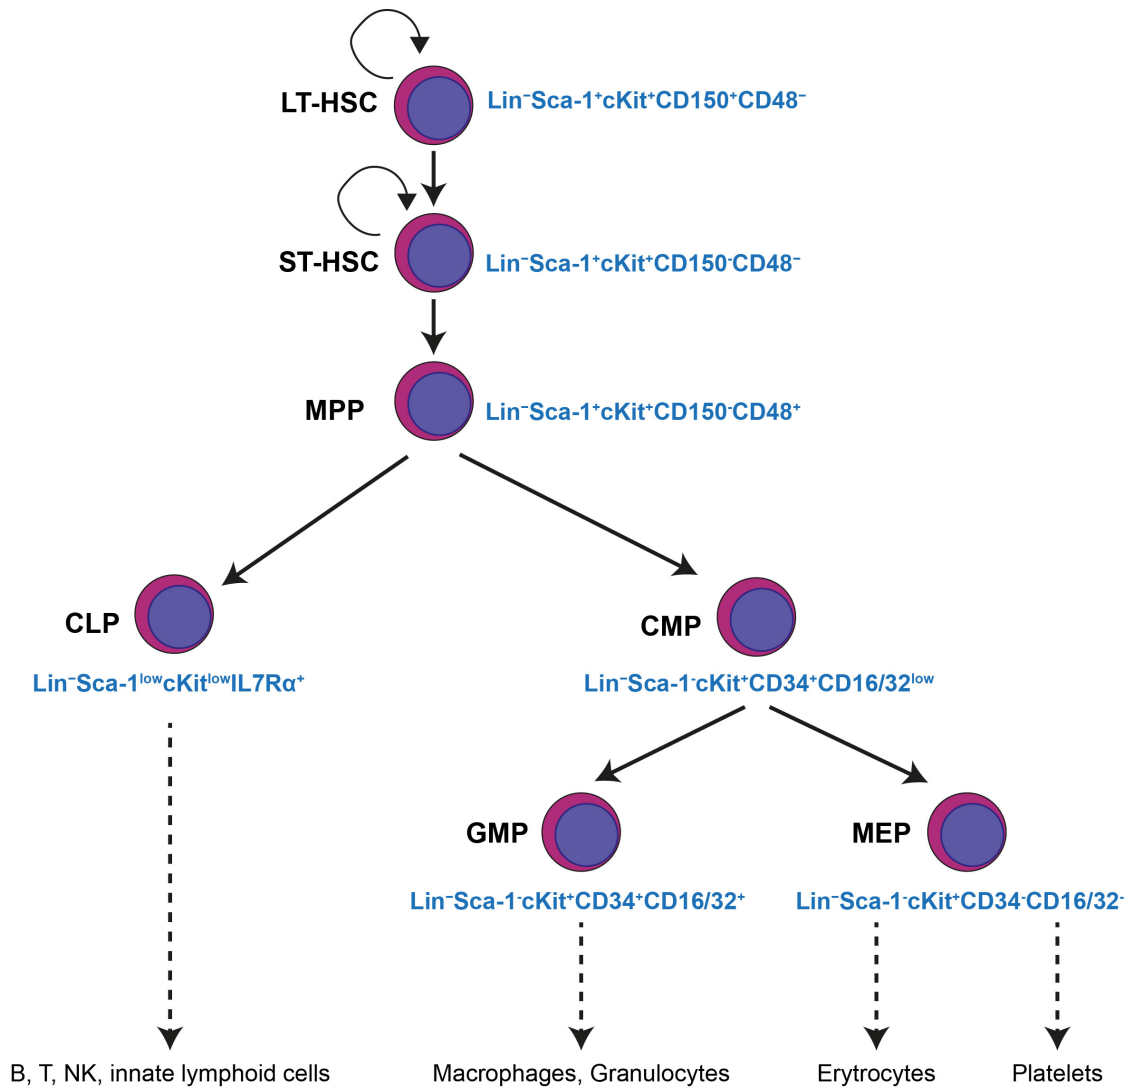 LT-HSC Lin⁻Sca-1⁺cKit⁺CD150⁺CD48⁻
ST-HSC Lin⁻Sca-1⁺cKit⁺CD150⁻CD48⁻
MPP Lin⁻Sca-1⁺cKit⁺CD150⁻CD48⁺
CLP
CMP
Lin⁻Sca-1ˡᵒʷcKitˡᵒʷIL7Rα⁺
Lin⁻Sca-1⁻cKit⁺CD34⁺CD16/32ˡᵒʷ
GMP
MEP
Lin⁻Sca-1⁻cKit⁺CD34⁺CD16/32⁺
Lin⁻Sca-1⁻cKit⁺CD34⁻CD16/32⁻
B, T, NK, innate lymphoid cells
Macrophages, Granulocytes
Erytrocytes
Platelets